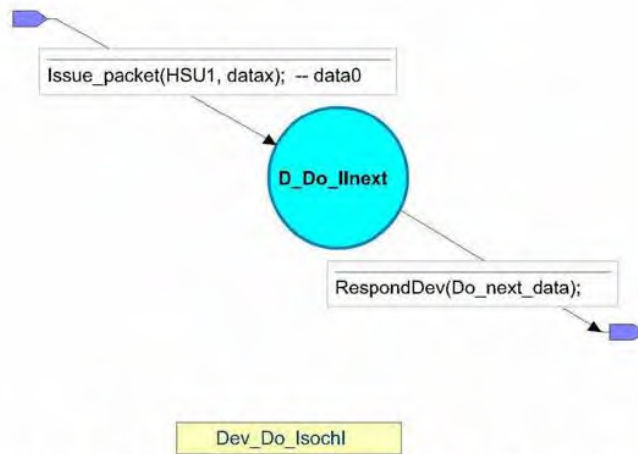 Issue_packet(HSU1, datax);  -- data0
D_Do_IInext
RespondDev(Do_next_data);
Dev_Do_IsochI